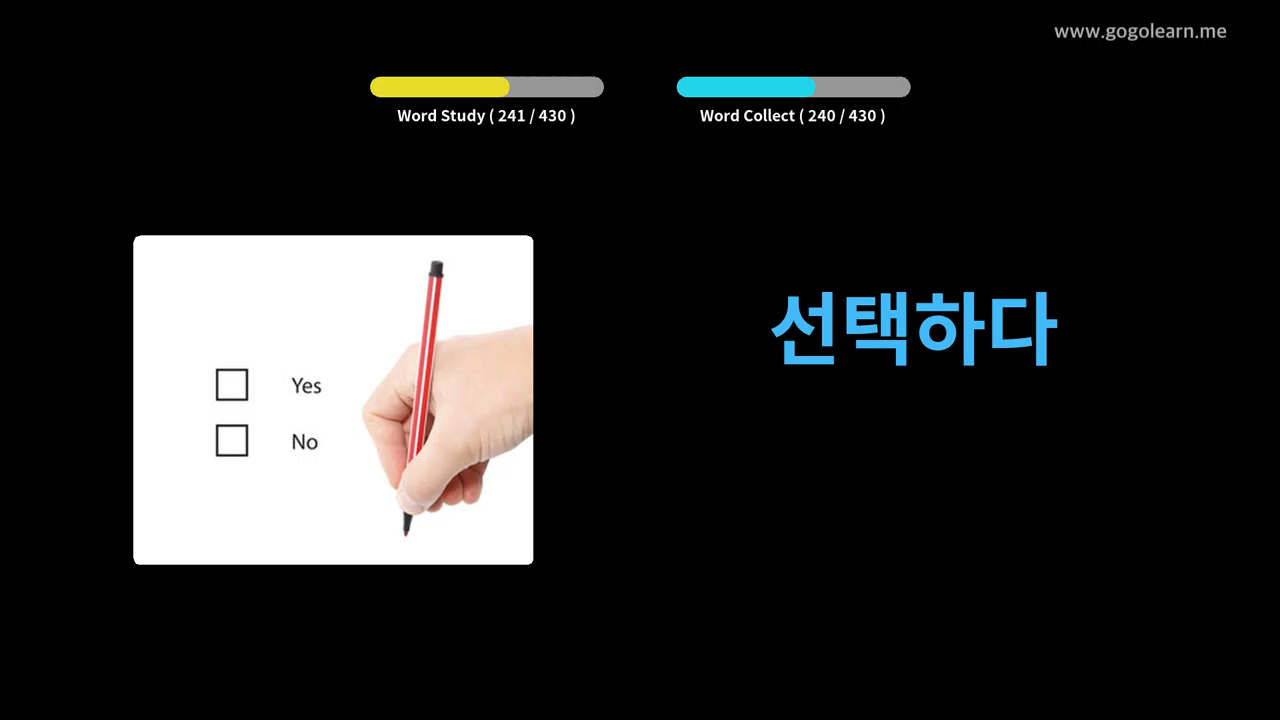 www.gogolearn.me
Word Study ( 241 / 430 )
Word Collect ( 240 / 430 )
선택하다
Yes
No